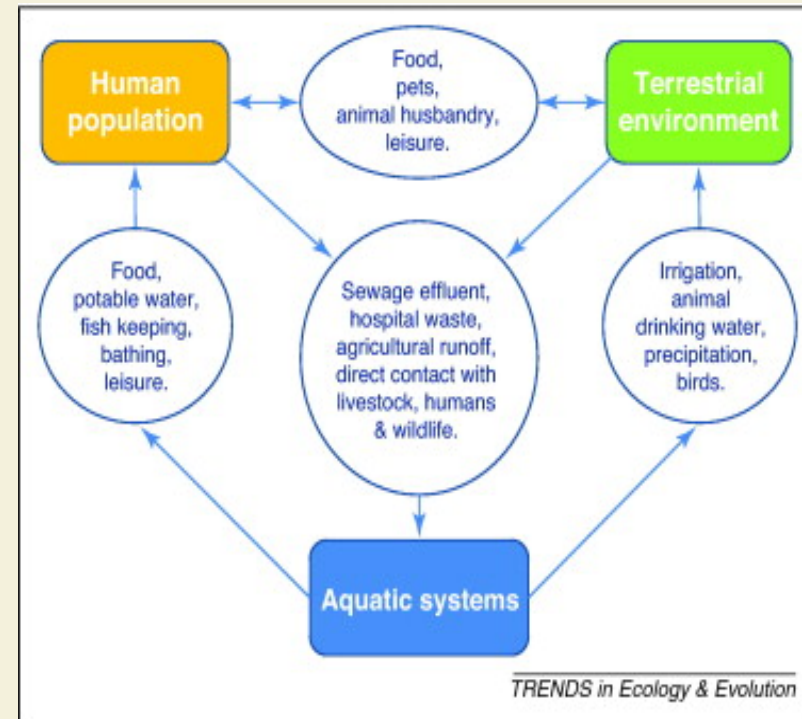 Human
population
Food,
pets,
animal husbandry,
leisure.
Terrestrial
environment
Food,
potable water,
fish keeping,
bathing,
leisure.
Sewage effluent,
hospital waste,
agricultural runoff,
direct contact with
livestock, humans
& wildlife.
Irrigation,
animal
drinking water,
precipitation,
birds.
Aquatic systems
TRENDS in Ecology & Evolution